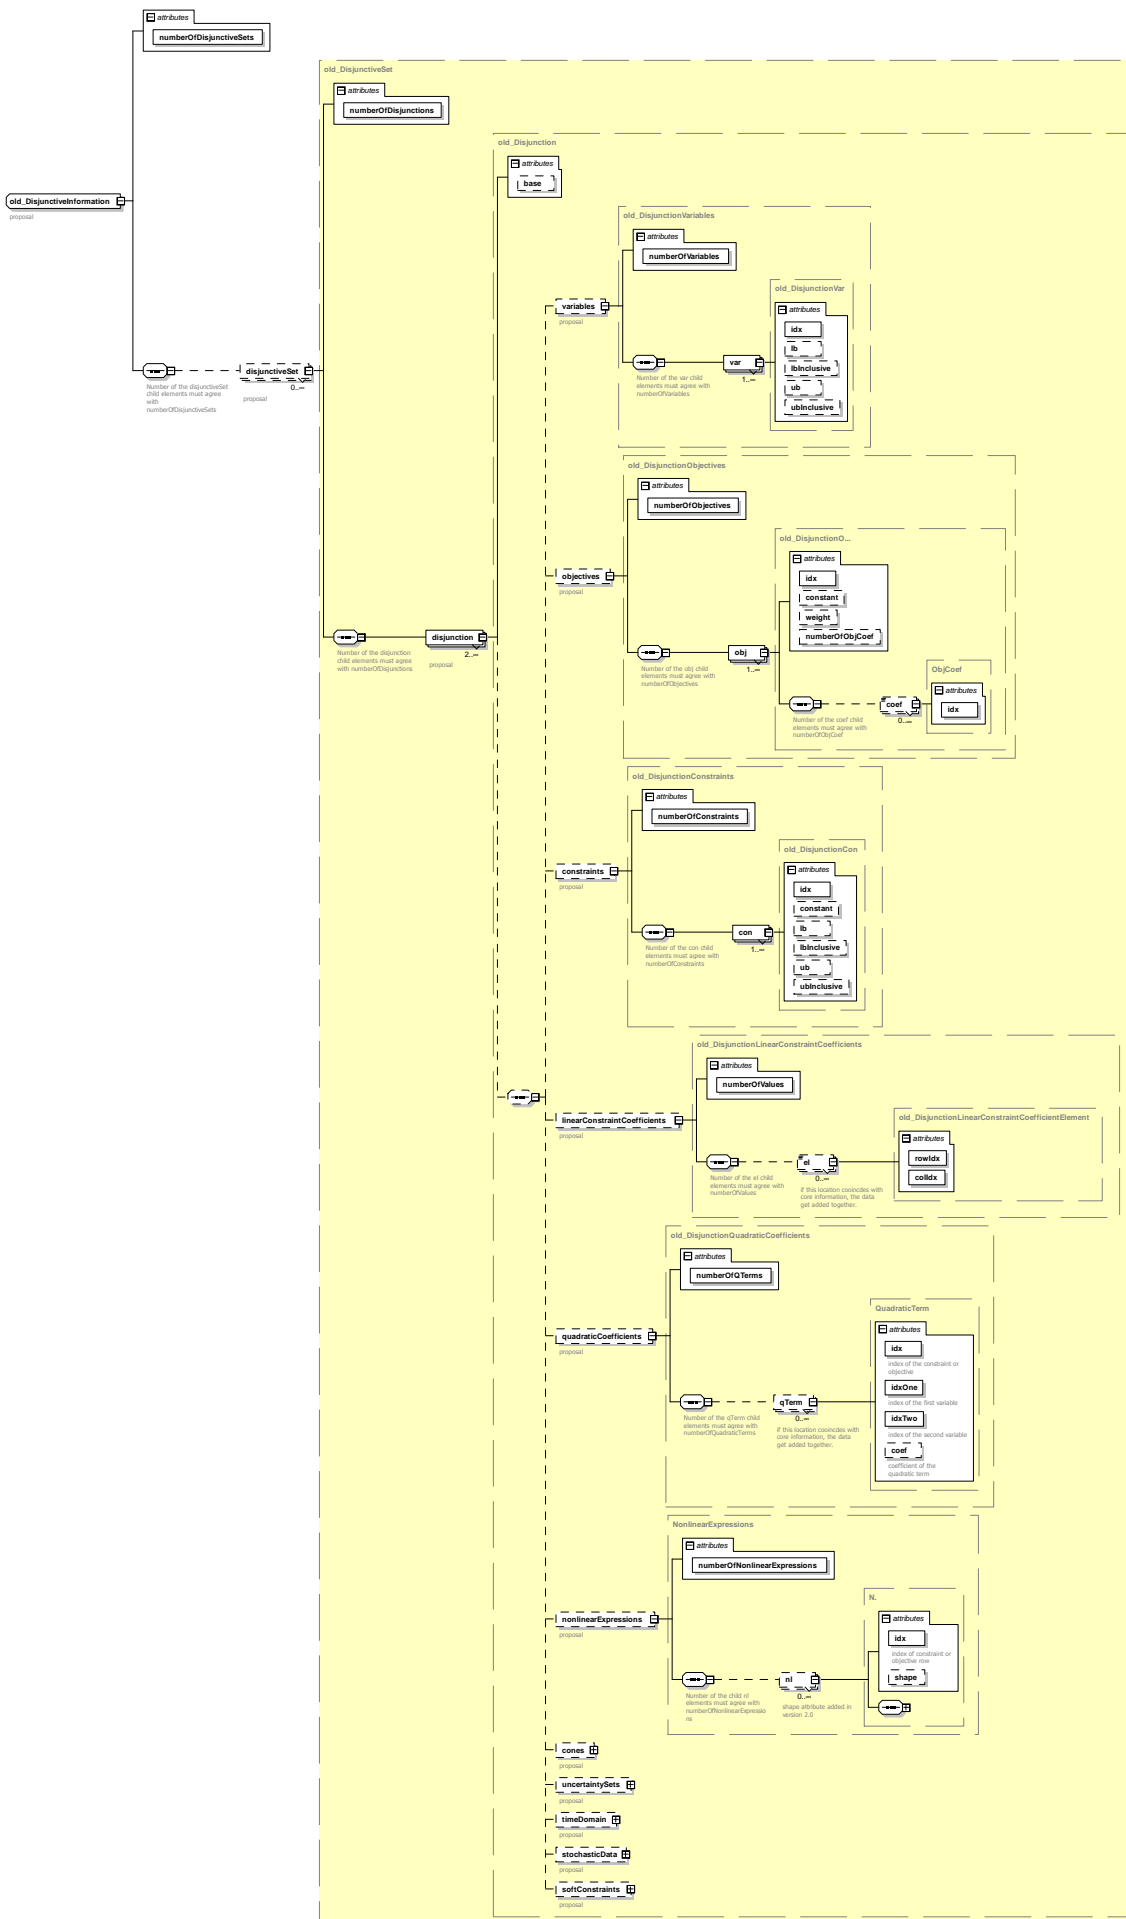 attributes
numberOfDisjunctiveSets
old_DisjunctiveSet
attributes
numberOfDisjunctions
old_Disjunction
attributes
base
old_DisjunctiveInformation
proposal
old_DisjunctionVariables
attributes
numberOfVariables
old_DisjunctionVar
attributes
variables
proposal
idx
lb
lbInclusive
ub
ubInclusive
var
1..∞
Number of the var child
elements must agree with
numberOfVariables
disjunctiveSet
0..∞
proposal
Number of the disjunctiveSet
child elements must agree
with
numberOfDisjunctiveSets
old_DisjunctionObjectives
attributes
numberOfObjectives
old_DisjunctionO...
attributes
objectives
proposal
idx
constant
weight
numberOfObjCoef
obj
1..∞
Number of the obj child
elements must agree with
numberOfObjectives
disjunction
2..∞
proposal
Number of the disjunction
child elements must agree
with numberOfDisjunctions
ObjCoef
attributes
idx
coef
0..∞
Number of the coef child
elements must agree with
numberOfObjCoef
old_DisjunctionConstraints
attributes
numberOfConstraints
old_DisjunctionCon
attributes
constraints
proposal
idx
constant
lb
lbInclusive
ub
ubInclusive
con
1..∞
Number of the con child
elements must agree with
numberOfConstraints
old_DisjunctionLinearConstraintCoefficients
attributes
numberOfValues
old_DisjunctionLinearConstraintCoefficientElement
linearConstraintCoefficients
proposal
attributes
rowIdx
colIdx
el
0..∞
Number of the el child
elements must agree with
numberOfValues
if this location cooincdes with
core information, the data
get added together.
old_DisjunctionQuadraticCoefficients
attributes
numberOfQTerms
QuadraticTerm
attributes
quadraticCoefficients
proposal
idx
index of the constraint or
objective
idxOne
index of the first variable
idxTwo
index of the second variable
coef
coefficient of the
quadratic term
qTerm
0..∞
Number of the qTerm child
elements must agree with
numberOfQuadraticTerms
if this location cooincdes with
core information, the data
get added together.
NonlinearExpressions
attributes
numberOfNonlinearExpressions
N.
attributes
nonlinearExpressions
proposal
idx
index of constraint or
objective row
shape
nl
0..∞
Number of the child nl
elements must agree with
numberOfNonlinearExpressio
ns
shape attribute added in
version 2.0
cones
proposal
uncertaintySets
proposal
timeDomain
proposal
stochasticData
proposal
softConstraints
proposal